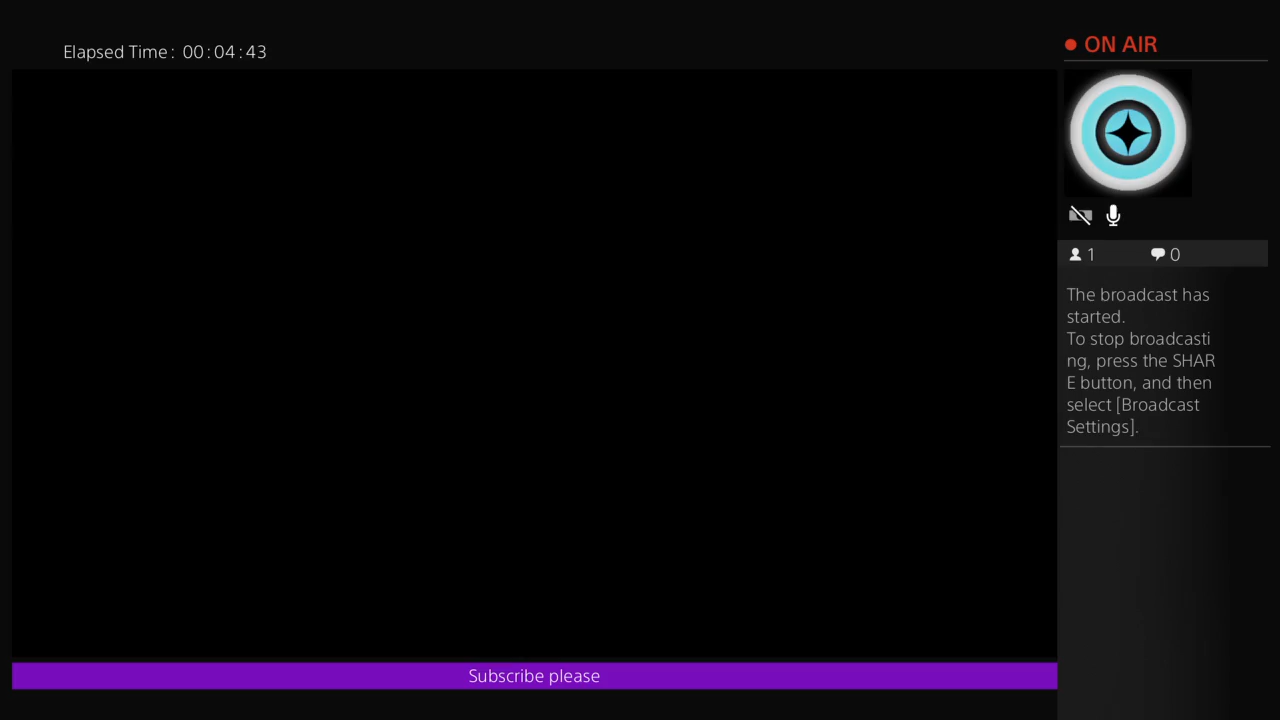 Elapsed Time: 00:04:43
ON AIR
1 0
The broadcast has
started.
To stop broadcasti
ng, press the SHAR
E button, and then
select [Broadcast
Settings].
Subscribe please